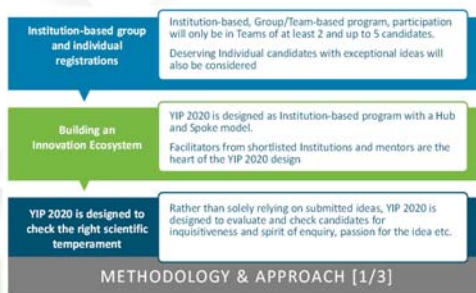 Institution-based group
and individual
registrations
Institution-based, Group/Team-based program, participation
will only be in Teams of at least 2 and up to 5 candidates.
Deserving Individual candidates with exceptional ideas will
also be considered
Building an
Innovation Ecosystem
YIP 2020 is designed as Institution-based program with a Hub
and Spoke model.
Facilitators from shortlisted Institutions and mentors are the
heart of the YIP 2020 design
YIP 2020 is designed to
check the right scientific
temperament
Rather than solely relying on submitted ideas, YIP 2020 is
designed to evaluate and check candidates for
inquisitiveness and spirit of enquiry, passion for the idea etc.
METHODOLOGY & APPROACH [1/3]